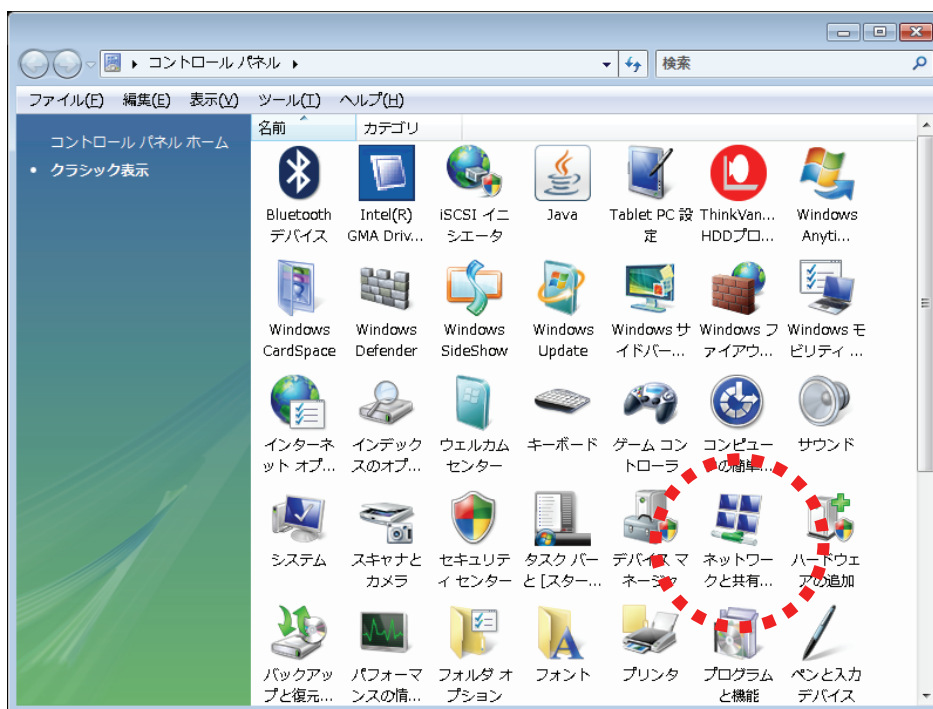 コントロール パネル
検索
ファイル(F) 編集(E) 表示(V) ツール(T) ヘルプ(H)
コントロール パネル ホーム
• クラシック表示
名前 カテゴリ
Bluetooth
デバイス
Intel(R)
GMA Driv...
iSCSI イニ
シエータ
Java
Tablet PC 設
定
ThinkVan...
HDDプロ...
Windows
Anyti...
Windows
CardSpace
Windows
Defender
Windows
SideShow
Windows
Update
Windows サ
イドバー...
Windows フ
ァイアウ...
Windows モ
ビリティ ...
インターネ
ット オプ...
インデック
スのオプ...
ウェルカム
センター
キーボード
ゲーム コン
トローラ
コンピュー
の簡単...
サウンド
システム
スキャナと
カメラ
セキュリテ
ィ センター
タスク バー
と [スター...
デバイス マ
ネージャ
ネットワー
クと共有...
ハードウェ
アの追加
バックアッ
プと復元...
パフォーマ
ンスの情...
フォルダ オ
プション
フォント
プリンタ
プログラム
と機能
ペンと入力
デバイス